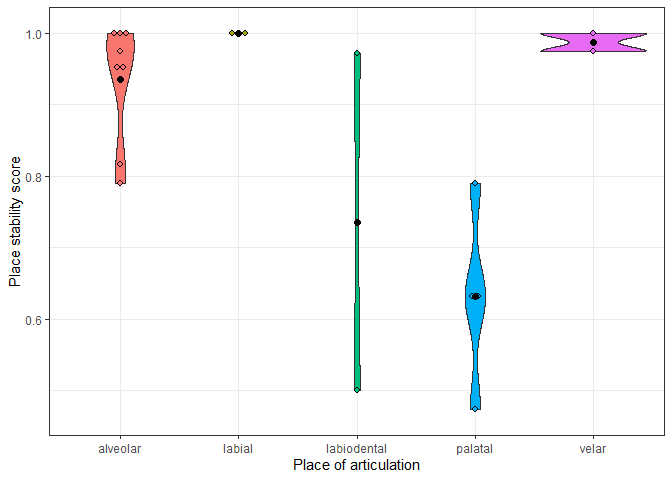 Place stability score
1.0
0.8
0.6
alveolar labial labiodental palatal velar
Place of articulation